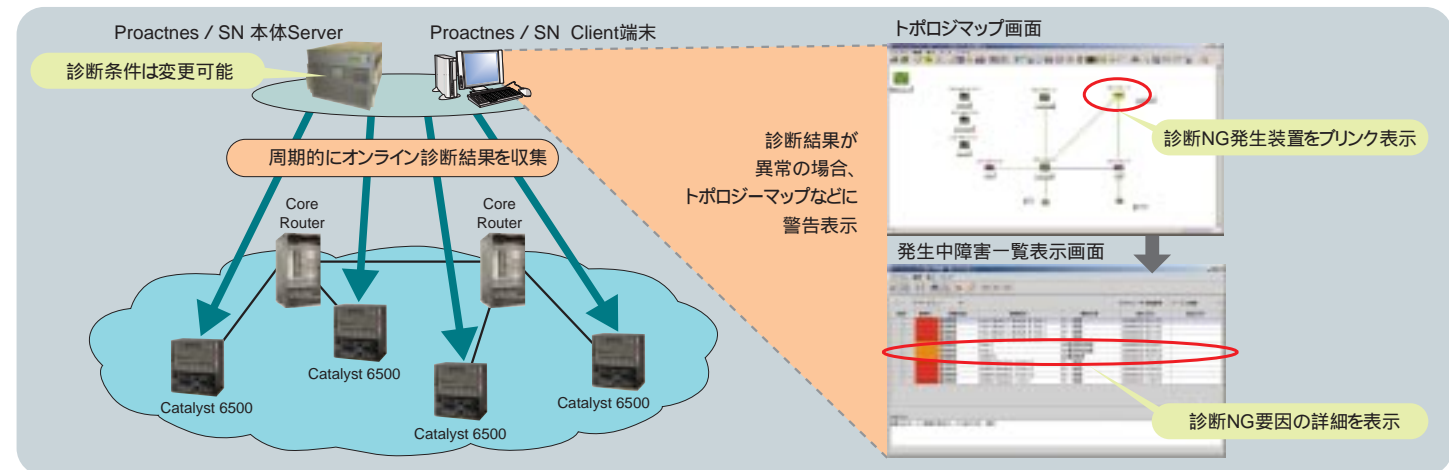 Proactnes / SN 本体Server
Proactnes / SN Client端末
診断条件は変更可能
周期的にオンライン診断結果を収集
Core
Router
Core
Router
Catalyst 6500
Catalyst 6500
Catalyst 6500
Catalyst 6500
診断結果が
異常の場合、
トポロジーマップなどに
警告表示
トポロジマップ画面
診断NG発生装置をブリンク表示
発生中障害一覧表示画面
診断NG要因の詳細を表示